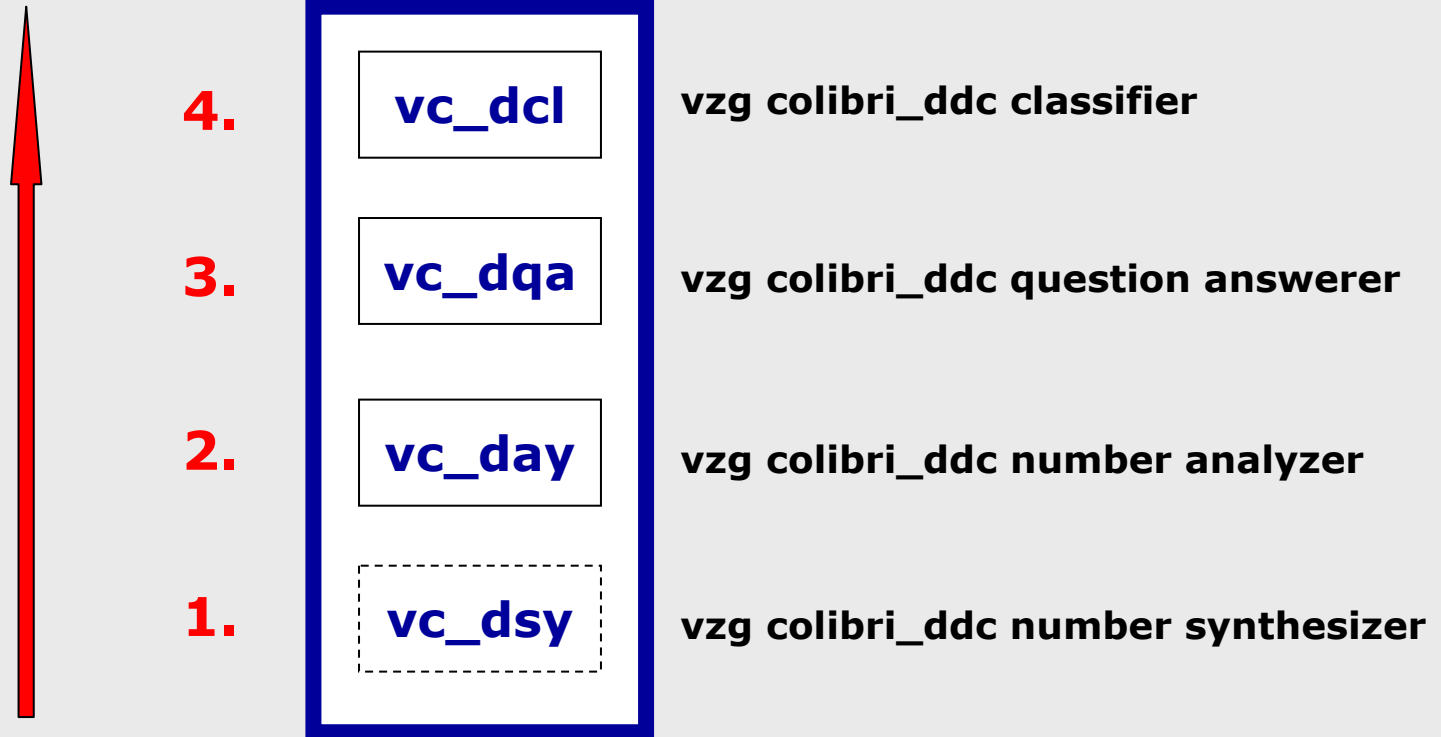 4. vc_dcl vzg colibri_ddc classifier
3. vc_dqa vzg colibri_ddc question answerer
2. vc_day vzg colibri_ddc number analyzer
1. vc_dsy vzg colibri_ddc number synthesizer